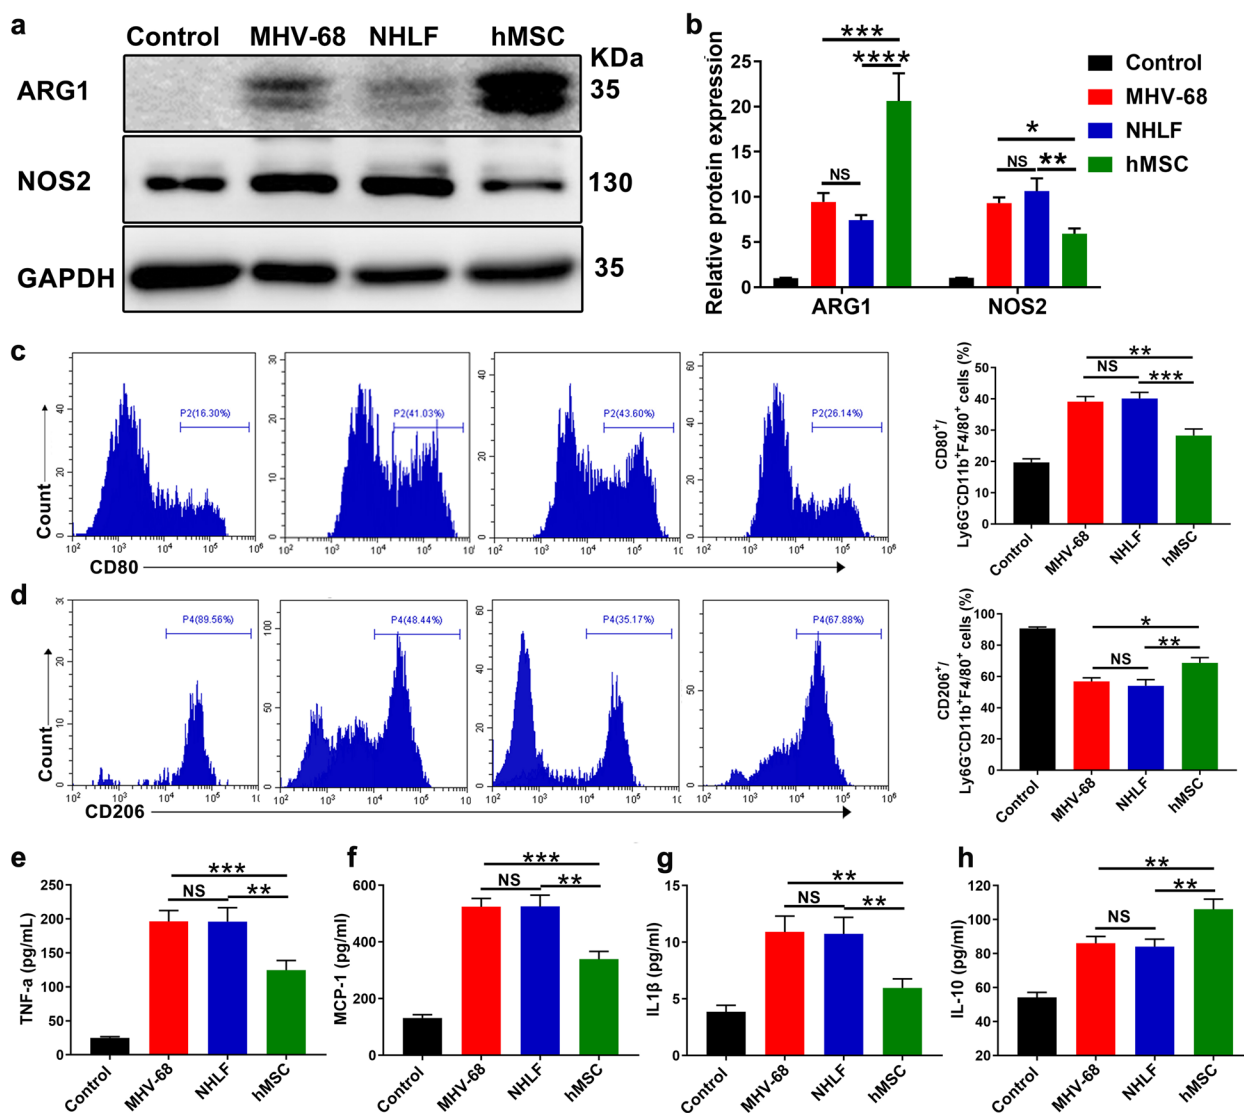 a
Control MHV-68 NHLF hMSC
KDa
ARG1
35
NOS2
130
GAPDH
35
b
Relative protein expression
25
20
15
10
5
0
NS
***
****
NS
*
**
ARG1 NOS2
Control
MHV-68
NHLF
hMSC
c
Count
P2(16.30%)
P2(41.03%)
P2(43.60%)
P2(26.14%)
CD80
CD80+/
Ly6G-CD11b+F4/80+ cells (%)
50
40
30
20
10
0
**
NS
***
Control MHV-68 NHLF hMSC
d
Count
P4(89.56%)
P4(48.44%)
P4(35.17%)
P4(67.88%)
CD206
CD206+/
Ly6G-CD11b+F4/80+ cells (%)
100
80
60
40
20
0
*
NS
**
Control MHV-68 NHLF hMSC
e
TNF-a (pg/mL)
250
200
150
100
50
0
***
NS
**
Control MHV-68 NHLF hMSC
f
MCP-1 (pg/ml)
600
400
200
0
***
NS
**
Control MHV-68 NHLF hMSC
g
IL1β (pg/ml)
15
10
5
0
**
NS
**
Control MHV-68 NHLF hMSC
h
IL-10 (pg/ml)
120
100
80
60
40
20
**
NS
**
Control MHV-68 NHLF hMSC